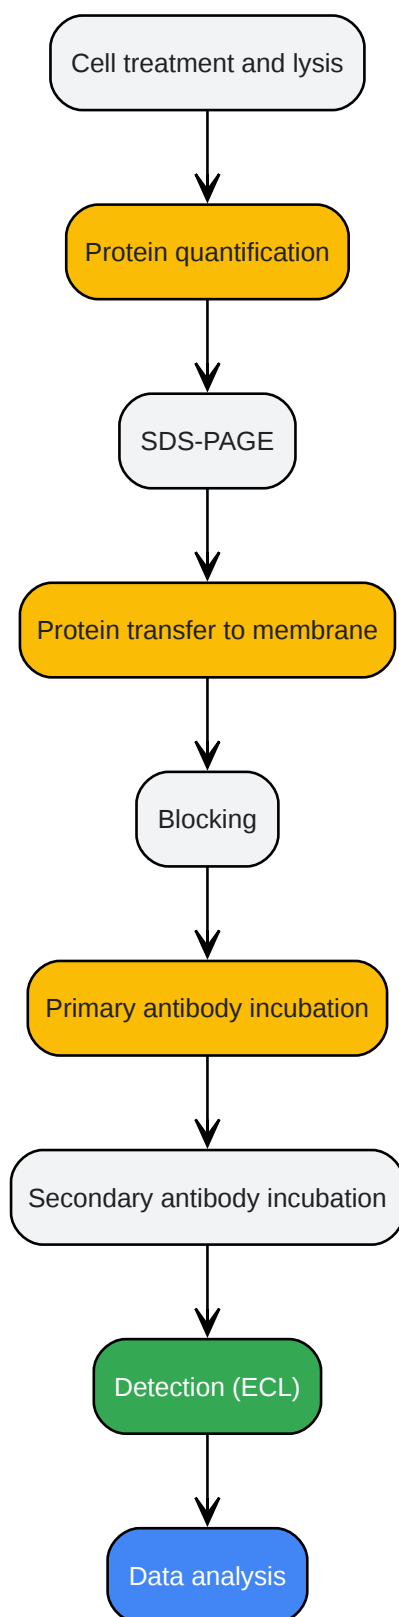 Cell treatment and lysis
Protein quantification
SDS-PAGE
Protein transfer to membrane
Blocking
Primary antibody incubation
Secondary antibody incubation
Detection (ECL)
Data analysis